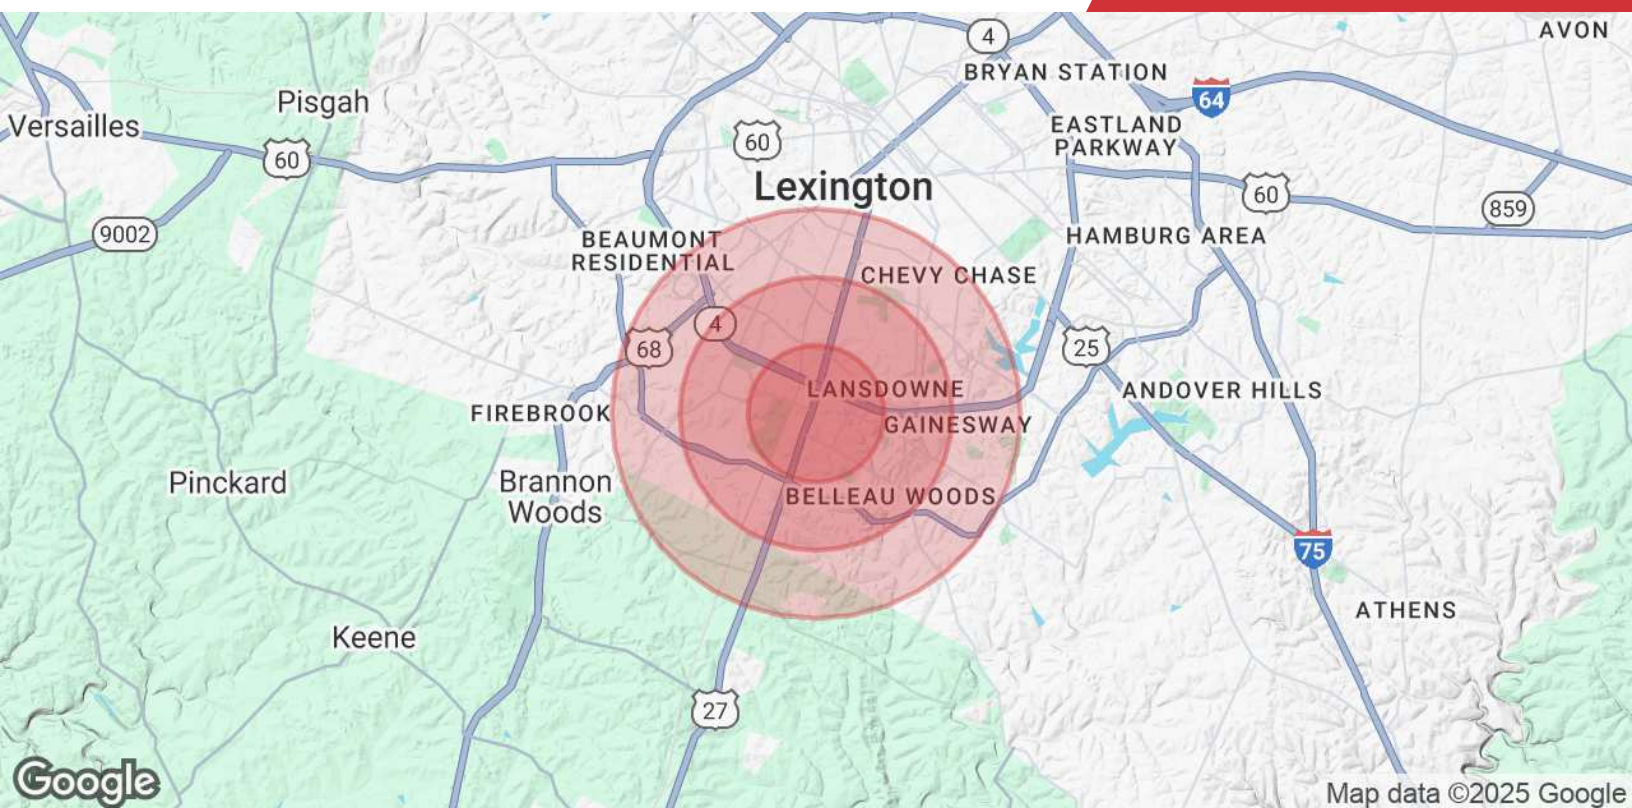 AVON
4
BRYAN STATION
64
Pisgah
Versailles
EASTLAND
PARKWAY
60
60
Lexington
60
859
9002
BEAUMONT
RESIDENTIAL
HAMBURG AREA
CHEVY CHASE
4
68
25
LANSDOWNE
ANDOVER HILLS
FIREBROOK
GAINESWAY
Pinckard
Brannon
Woods
BELLEAU WOODS
75
ATHENS
Keene
27
Google
Map data ©2025 Google